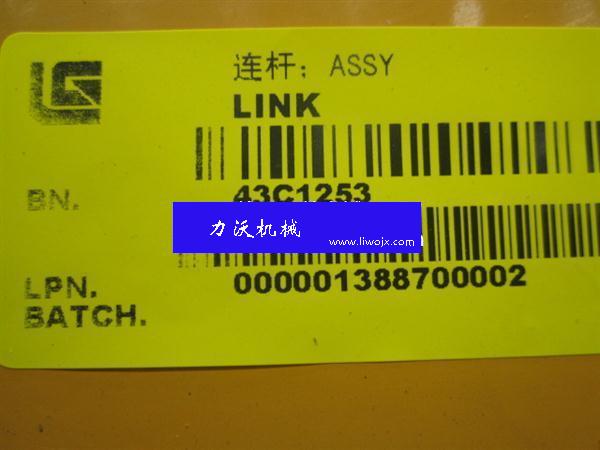 连杆；ASSY
LINK
BN. 43C1253
力沃机械
www.liwojx.com
LPN. 000001388700002
BATCH.